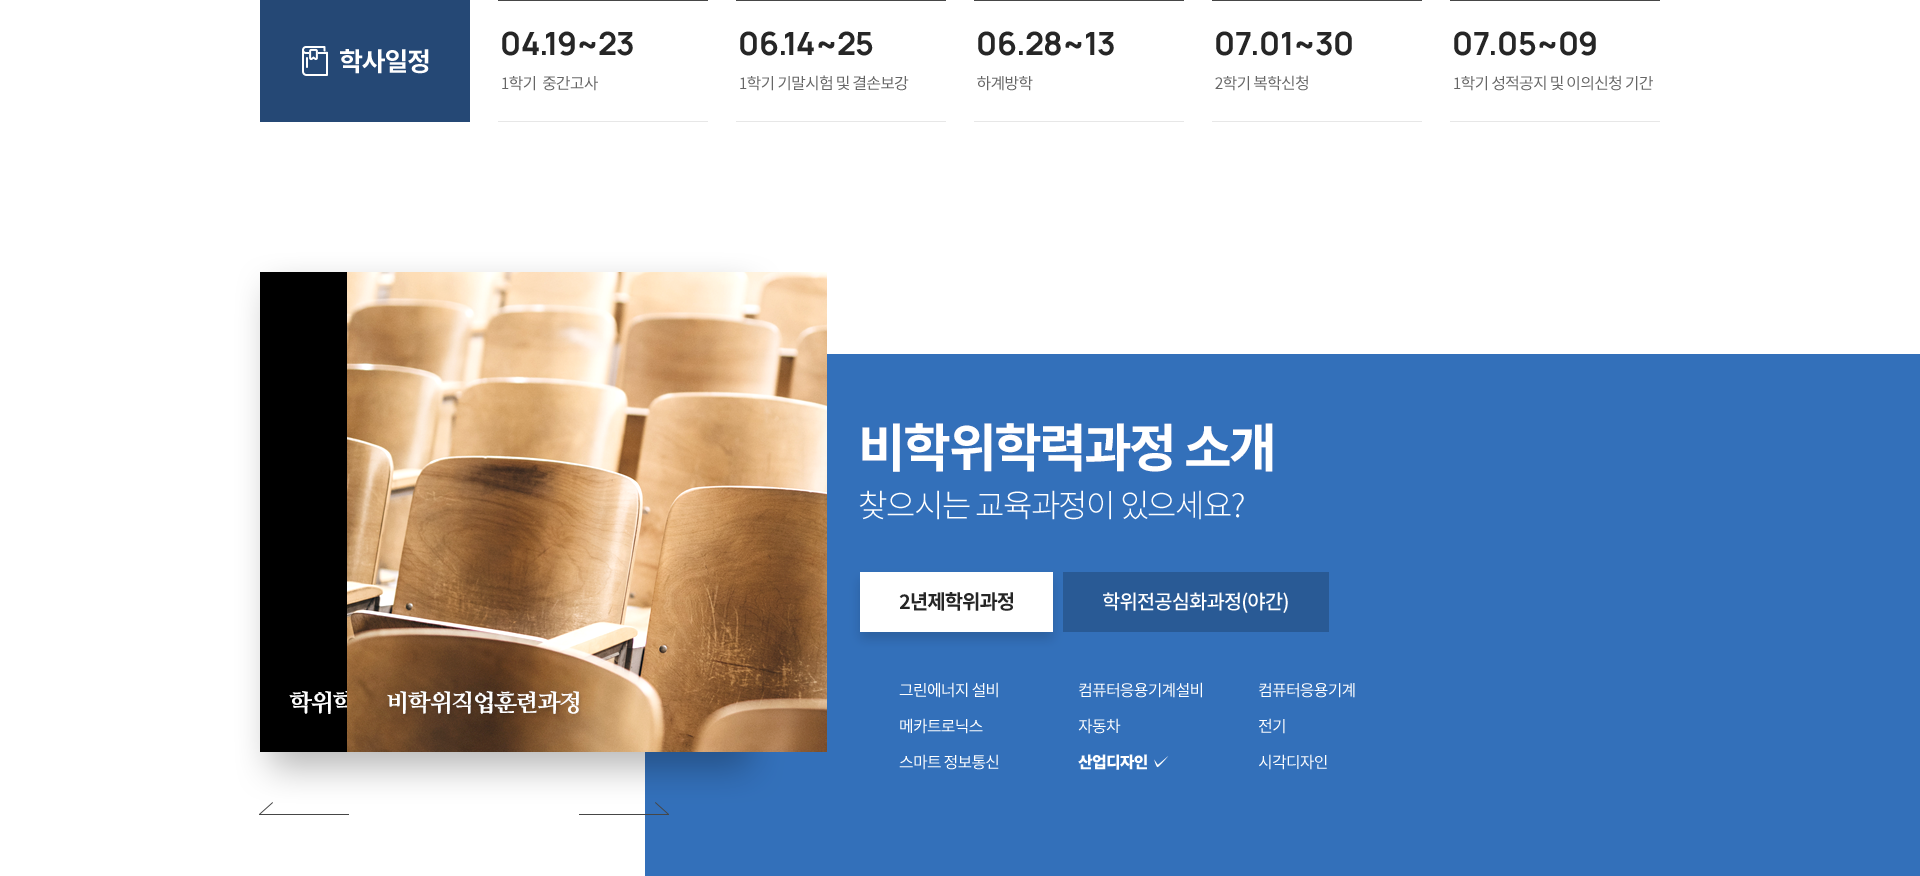 학사일정
04.19~23
1학기 중간고사
06.14~25
1학기 기말시험 및 결손보강
06.28~13
하계방학
07.01~30
2학기 복학신청
07.05~09
1학기 성적공지 및 이의신청 기간
학위학
비학위직업훈련과정
비학위학력과정 소개
찾으시는 교육과정이 있으세요?
2년제학위과정
학위전공심화과정(야간)
그린에너지 설비
컴퓨터응용기계설비
컴퓨터응용기계
메카트로닉스
자동차
전기
스마트 정보통신
산업디자인 ✓
시각디자인